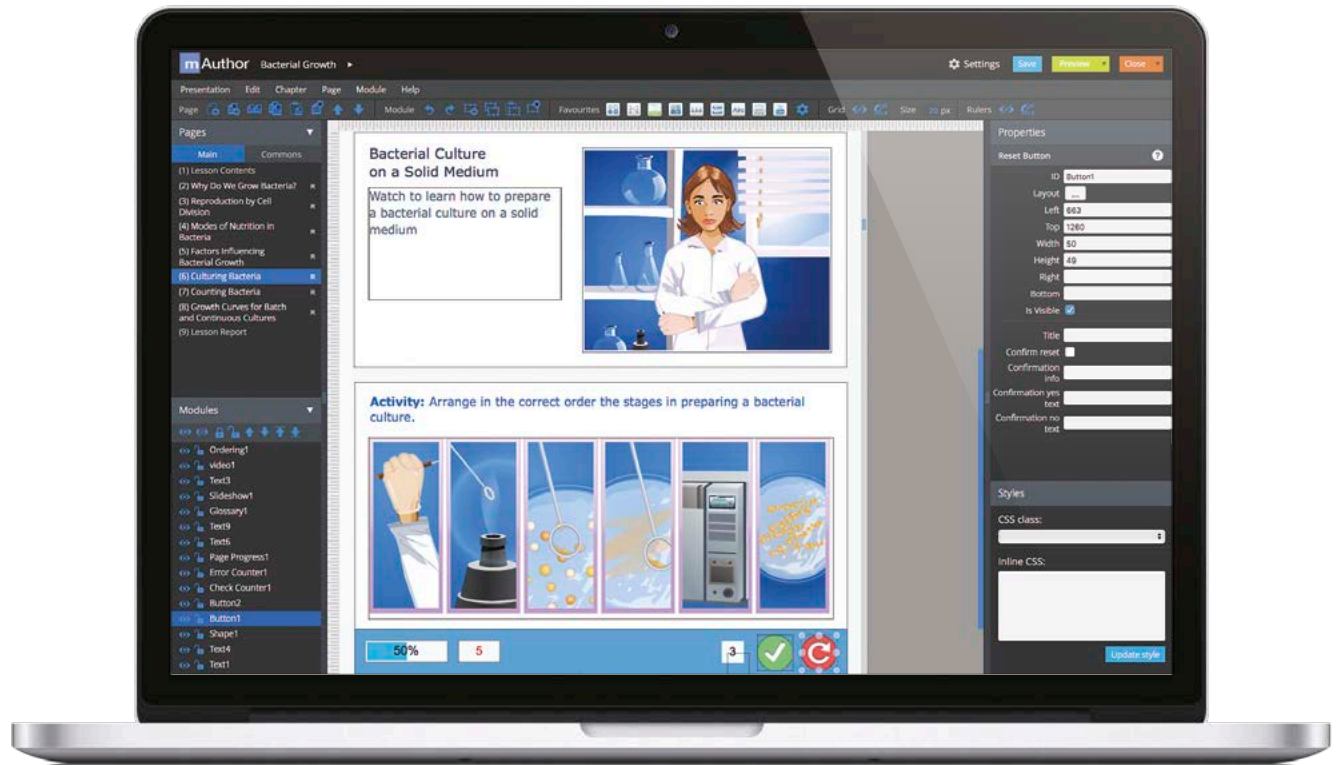 m Author Bacterial Growth
Settings Save Preview Close
Presentation Edit Chapter Page Module Help
Page Module Favourites Grid Size 20 px Rulers
Pages
Main Commons
(1) Lesson Contents
(2) Why Do We Grow Bacteria?
(3) Reproduction by Cell
Division
(4) Modes of Nutrition in
Bacteria
(5) Factors Influencing
Bacterial Growth
(6) Culturing Bacteria
(7) Counting Bacteria
(8) Growth Curves for Batch
and Continuous Cultures
(9) Lesson Report
Modules
Ordering1
video1
Text3
Slideshow1
Glossary1
Text9
Text6
Page Progress1
Error Counter1
Check Counter1
Button2
Button1
Shape1
Text4
Text1
Bacterial Culture
on a Solid Medium
Watch to learn how to prepare
a bacterial culture on a solid
medium
Activity: Arrange in the correct order the stages in preparing a bacterial
culture.
50% 5 3
Properties
Reset Button ?
ID Button1
Layout ...
Left 663
Top 1260
Width 50
Height 49
Right
Bottom
Is Visible
Title
Confirm reset
Confirmation
info
Confirmation yes
text
Confirmation no
text
Styles
CSS class:
Inline CSS:
Update style